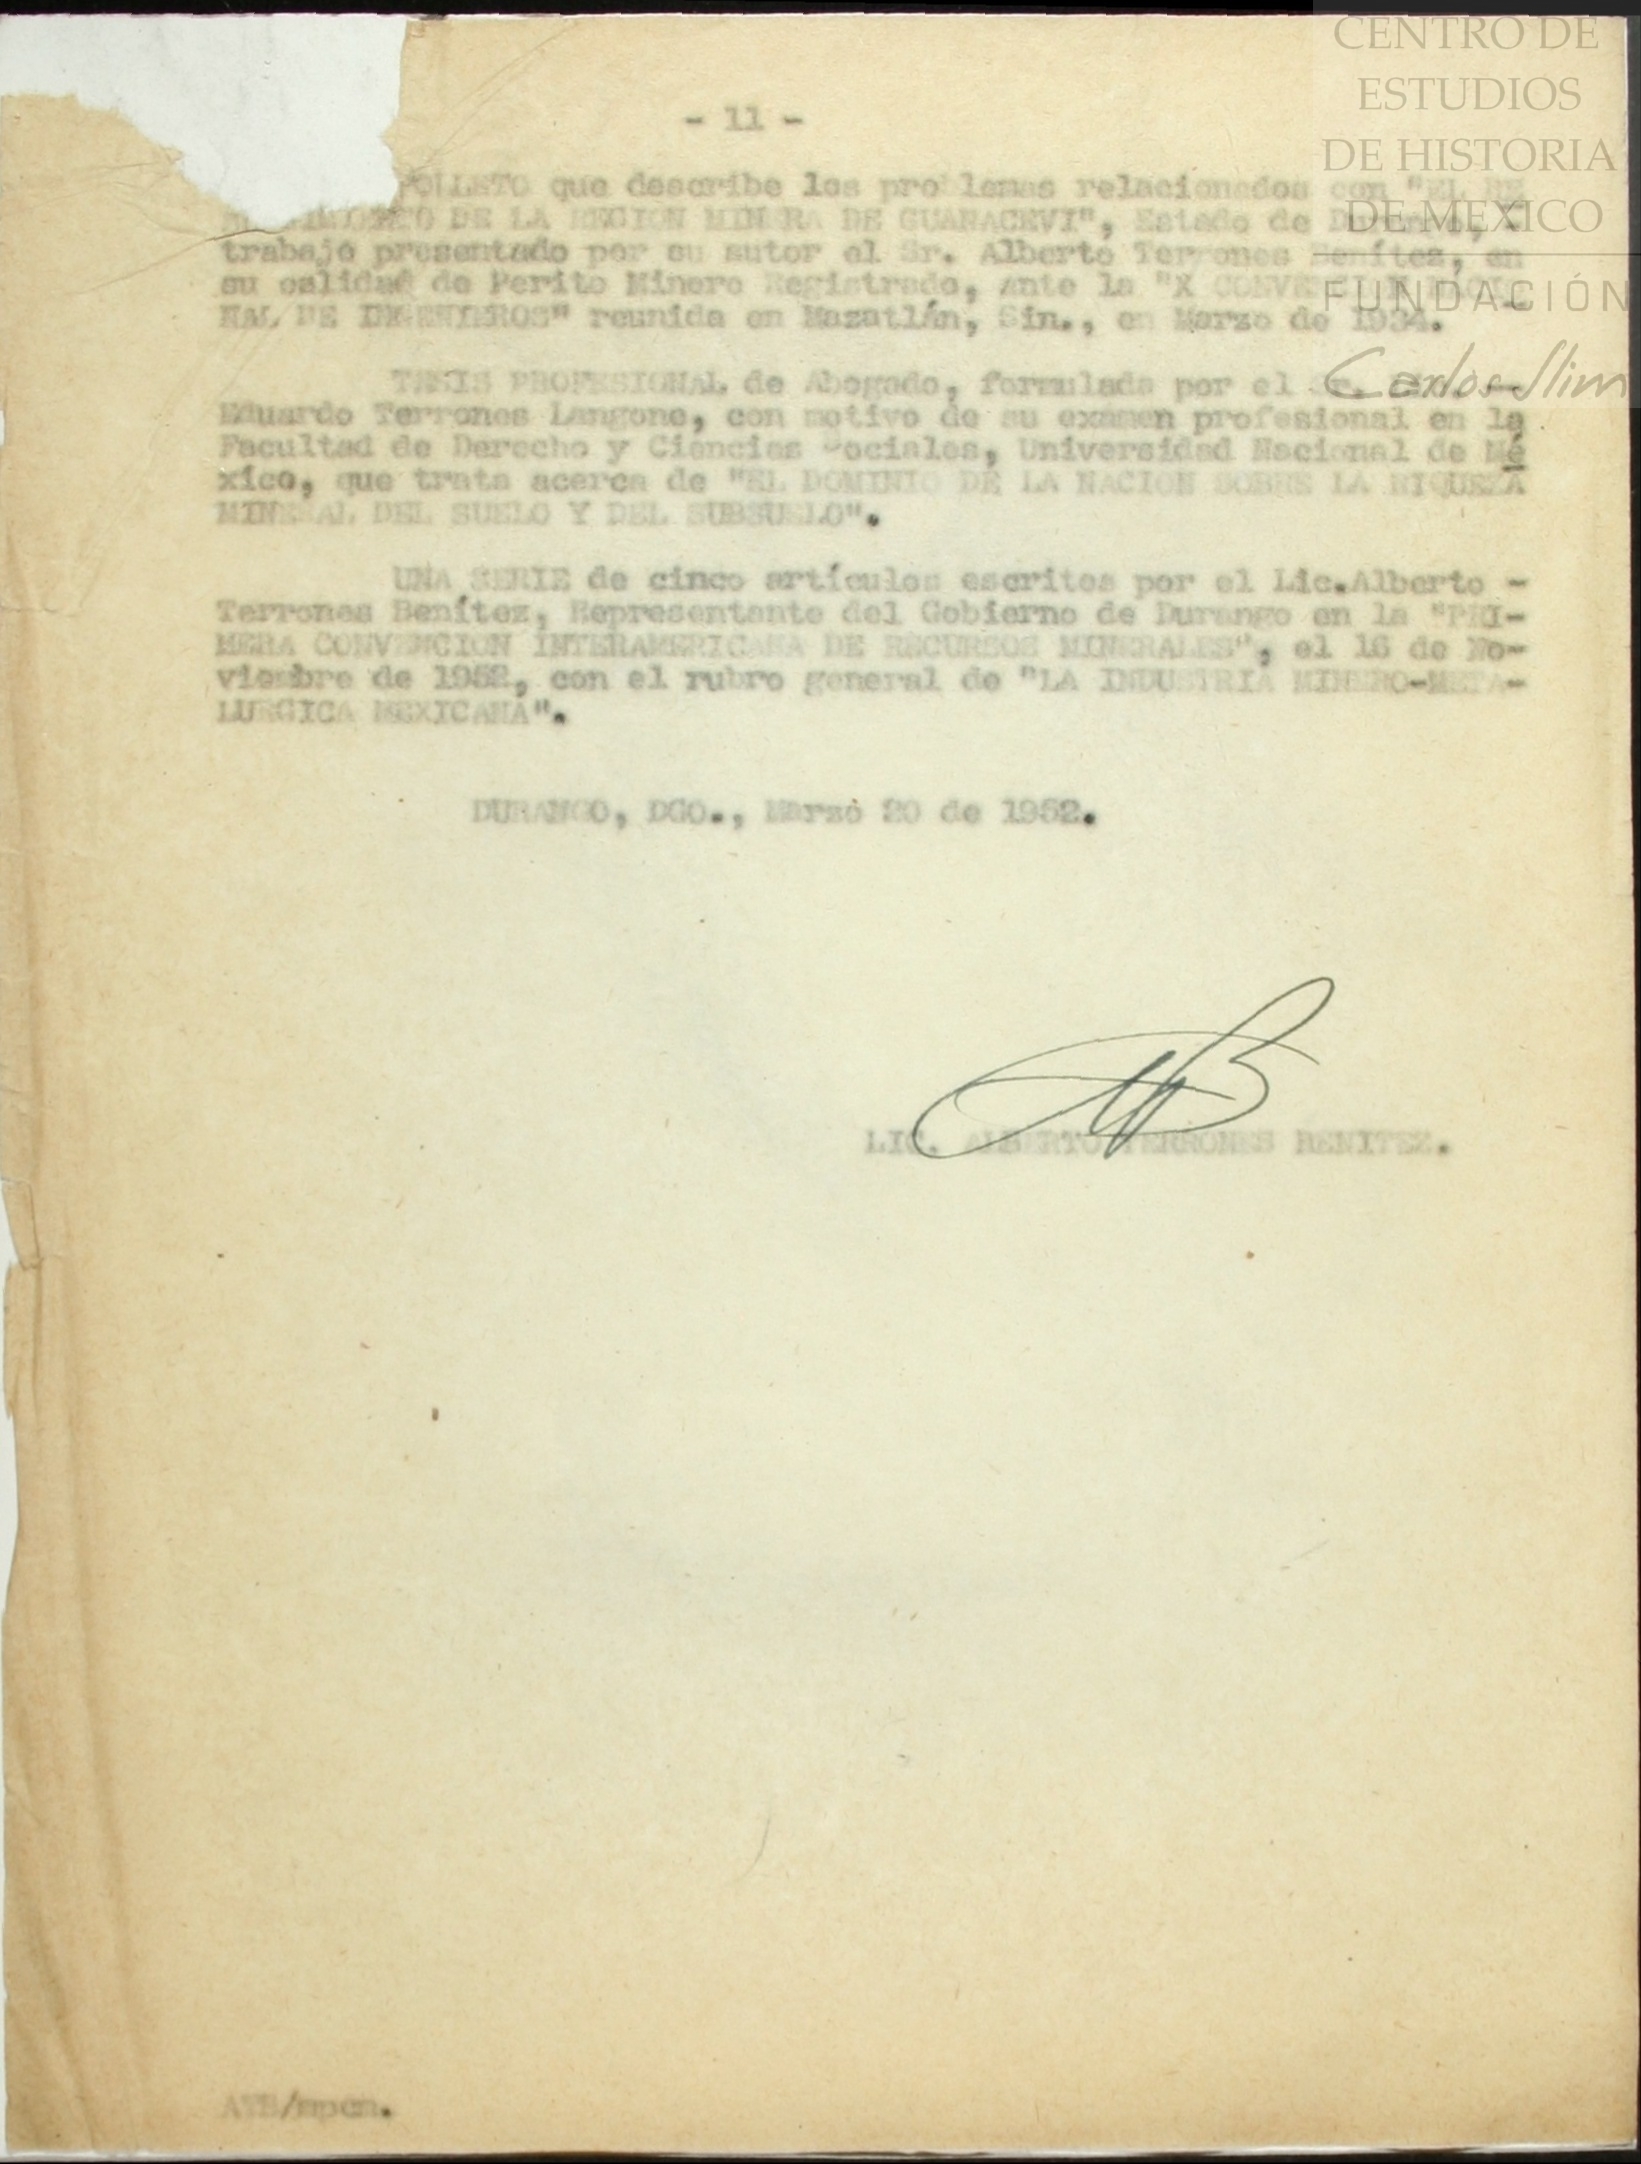 - 11 -
FOLLETO que describe los problemas relacionados con "EL RE
DE LA REGION MINERA DE GUANACEVI", Estado de Durango,
trabajo presentado por su autor el Sr. Alberto Terrones Benítez, en
su calidad de Perito Minero Registrado, ante la "X CONVENCION NACIO
NAL DE INGENIEROS" reunida en Mazatlán, Sin., en Marzo de 1934.
TESIS PROFESIONAL de Abogado, formulada por el Sr.
Eduardo Terrones Langone, con motivo de su examen profesional en la
Facultad de Derecho y Ciencias Sociales, Universidad Nacional de Mé
xico, que trata acerca de "EL DOMINIO DE LA NACION SOBRE LA RIQUEZA
MINERAL DEL SUELO Y DEL SUBSUELO".
UNA SERIE de cinco artículos escritos por el Lic.Alberto -
Terrones Benítez, Representante del Gobierno de Durango en la "PRI-
MERA CONVENCION INTERAMERICANA DE RECURSOS MINERALES", el 16 de No-
viembre de 1952, con el rubro general de "LA INDUSTRIA MINERO-META-
LURGICA MEXICANA".
DURANGO, DGO., Marzo 20 de 1952.
LIC. ALBERTO TERRONES BENITEZ.
ATB/mpcm.
CENTRO DE
ESTUDIOS
DE HISTORIA
DE MEXICO
FUNDACIÓN
Carlos Slim